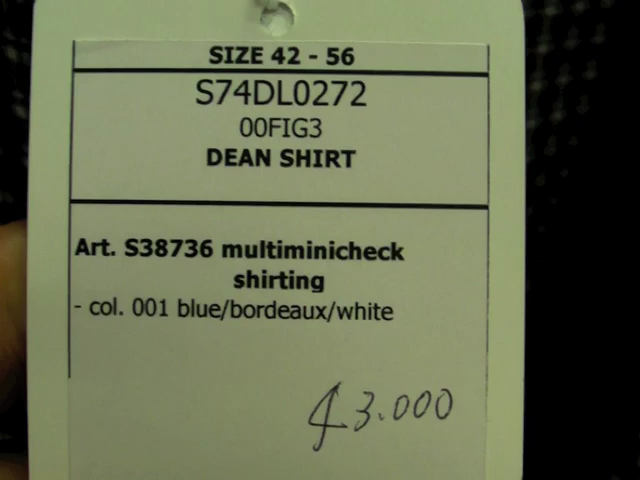 SIZE 42 - 56
S74DL0272
00FIG3
DEAN SHIRT
Art. S38736 multiminicheck
shirting
- col. 001 blue/bordeaux/white
43.000